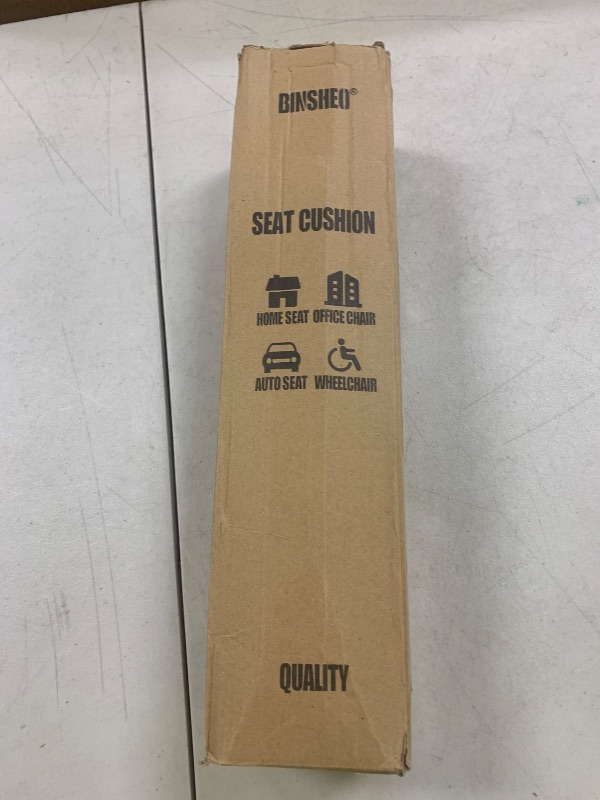 BINSHEO®
SEAT CUSHION
HOME SEAT OFFICE CHAIR
AUTO SEAT WHEELCHAIR
QUALITY